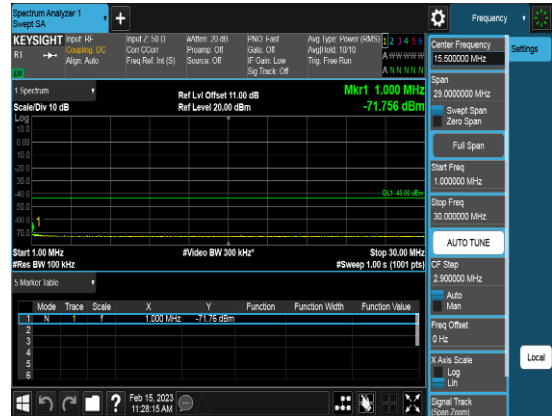 Spectrum Analyzer 1
Swept SA
+
Frequency
KEYSIGHT
R1
LXI
Input: RF
Coupling: DC
Align: Auto
Input Z: 50 Ω
Corr CCorr
Freq Ref: Int (S)
#Atten: 20 dB
Preamp: Off
Source: Off
PNO: Fast
Gate: Off
IF Gain: Low
Sig Track: Off
Avg Type: Power (RMS)
Avg|Hold: 10/10
Trig: Free Run
1 2 3 4 5 6
A W W W W W
A N N N N N
1 Spectrum
Scale/Div 10 dB
Ref Lvl Offset 11.00 dB
Ref Level 20.00 dBm
Mkr1 1.000 MHz
-71.756 dBm
Log
10.0
0.00
-10.0
-20.0
-30.0
-40.0
-50.0
-60.0
-70.0
DL1 -43.00 dBm
1
Start 1.00 MHz
#Res BW 100 kHz
#Video BW 300 kHz*
Stop 30.00 MHz
#Sweep 1.00 s (1001 pts)
5 Marker Table
Mode Trace Scale X Y Function Function Width Function Value
1 N 1 f 1.000 MHz -71.76 dBm
2
3
4
5
6
Feb 15, 2023
11:28:15 AM
Center Frequency
15.500000 MHz
Span
29.0000000 MHz
Swept Span
Zero Span
Full Span
Start Freq
1.000000 MHz
Stop Freq
30.000000 MHz
AUTO TUNE
CF Step
2.900000 MHz
Auto
Man
Freq Offset
0 Hz
X Axis Scale
Log
Lin
Signal Track
(Span Zoom)
Settings
Local